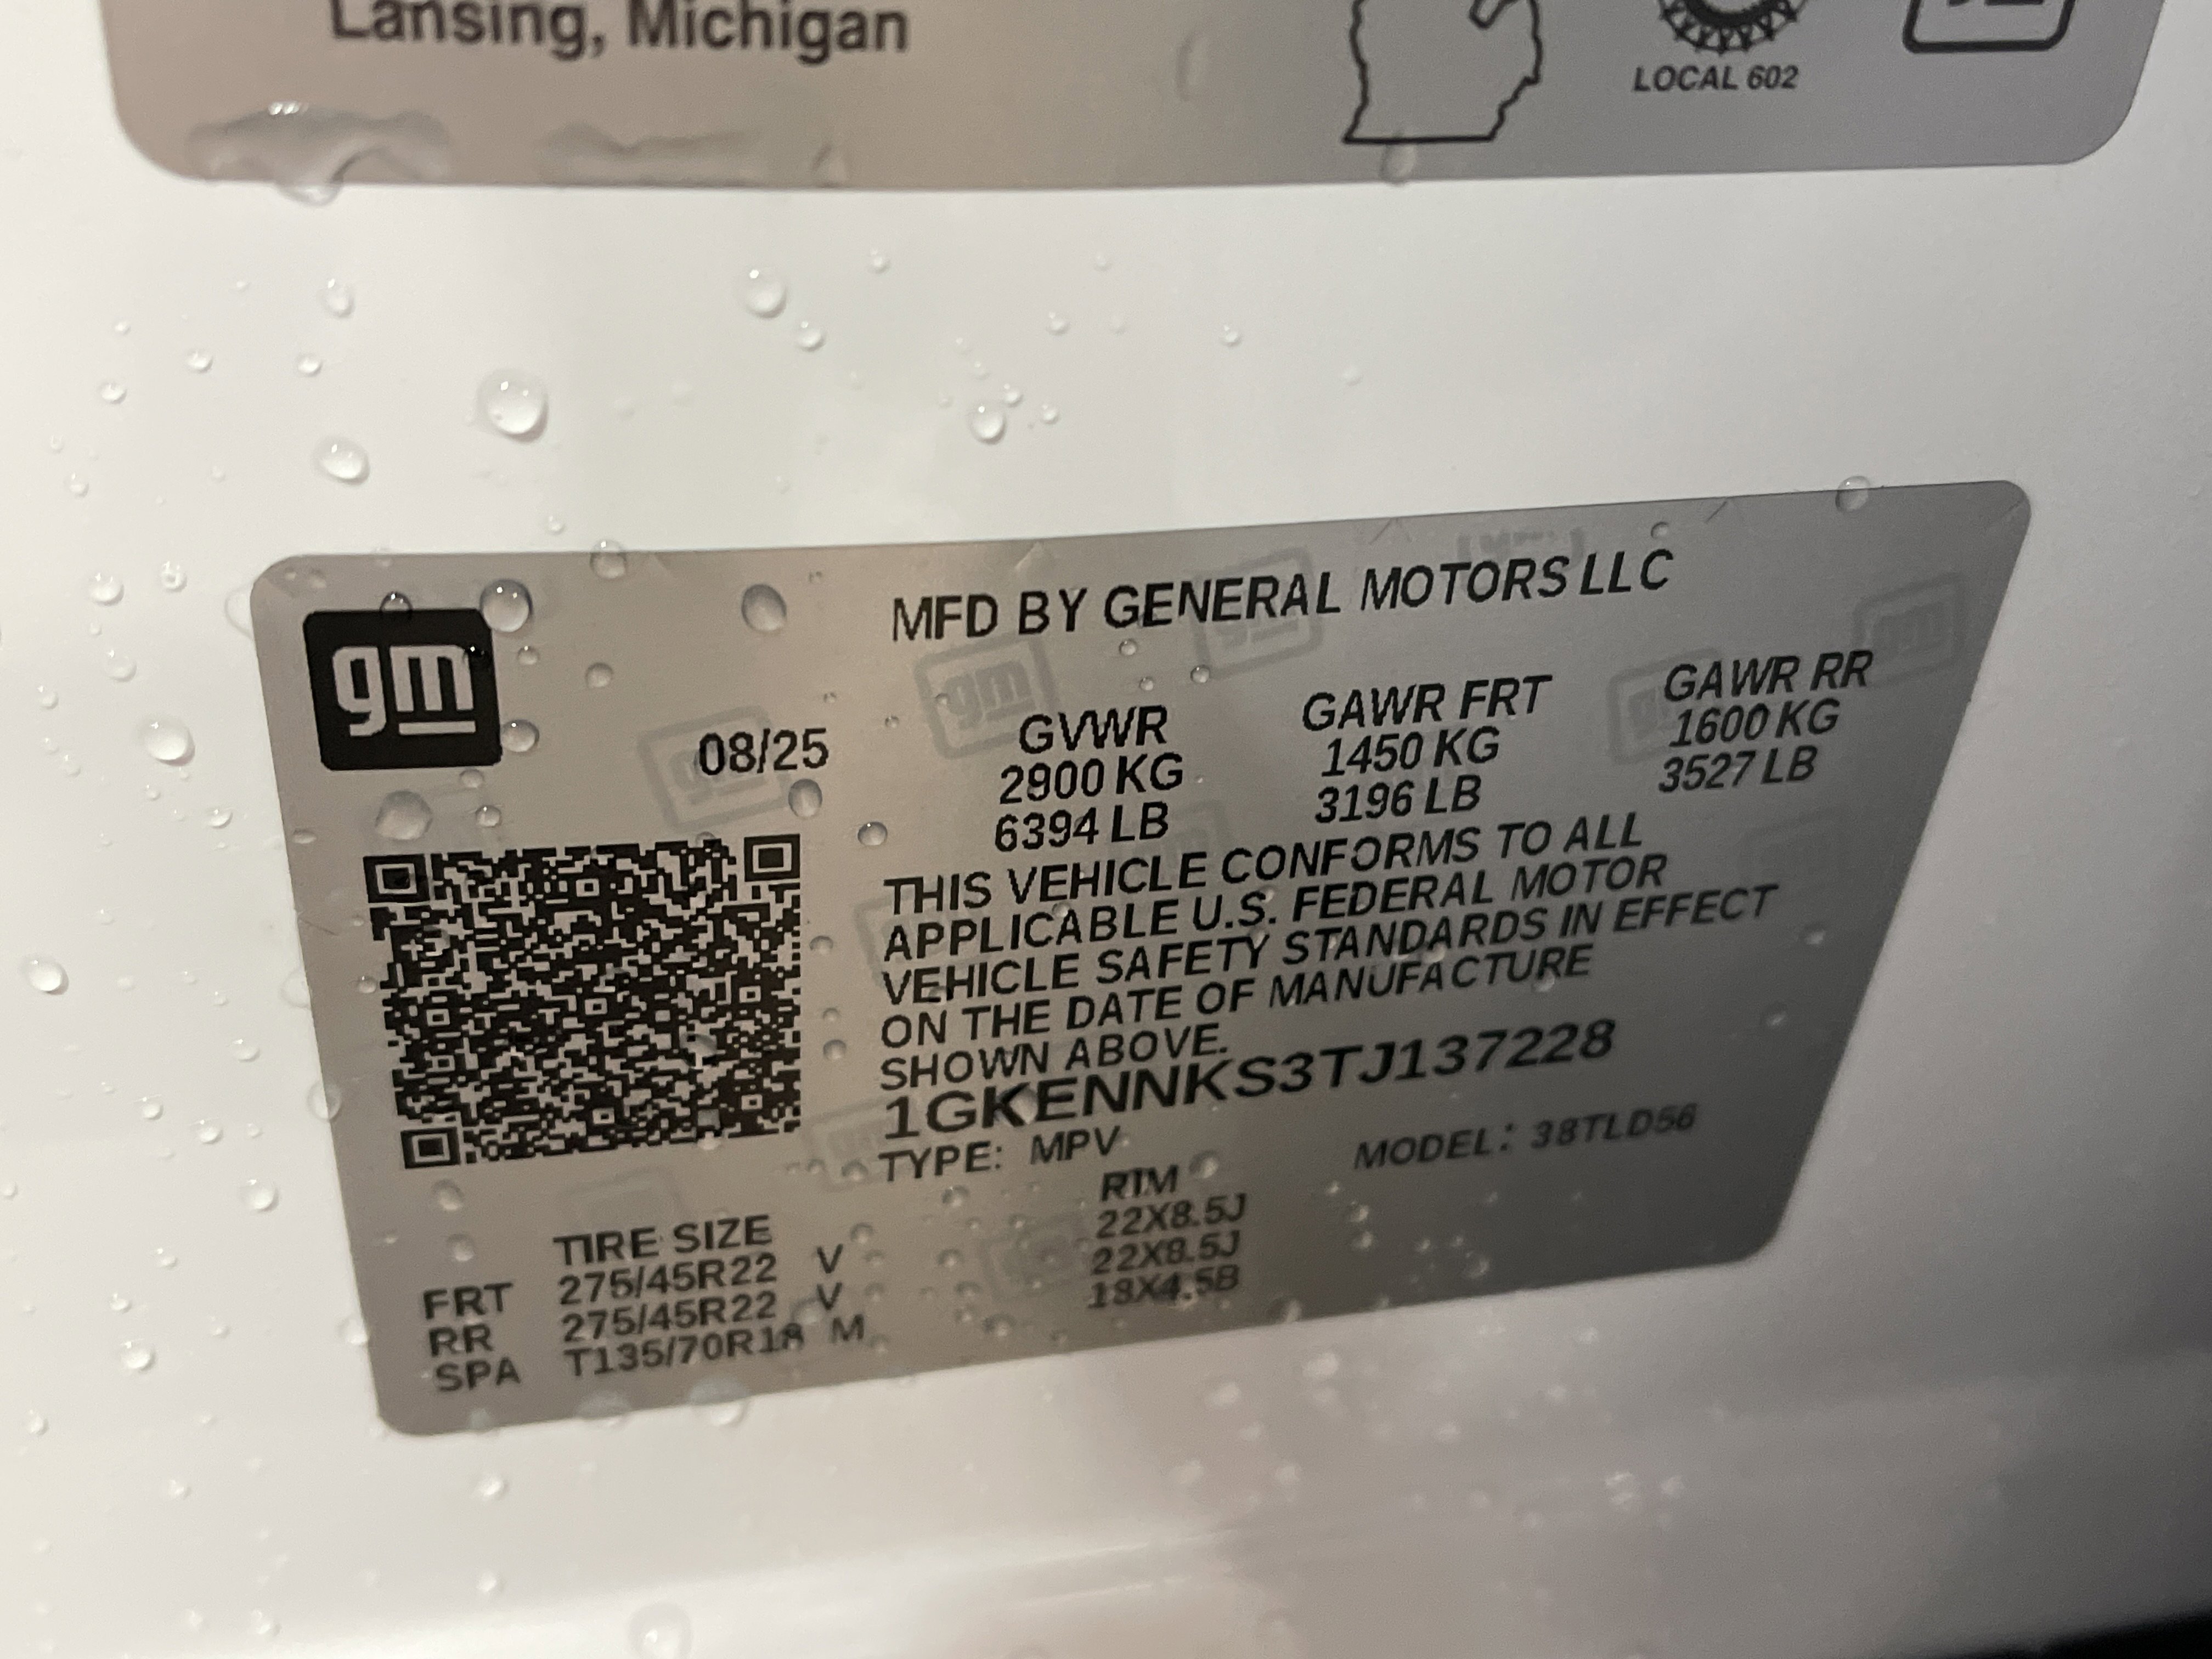 Lansing, Michigan
LOCAL 602
gm
MFD BY GENERAL MOTORS LLC
08/25
GVWR GAWR FRT GAWR RR
2900 KG 1450 KG 1600 KG
6394 LB 3196 LB 3527 LB
THIS VEHICLE CONFORMS TO ALL
APPLICABLE U.S. FEDERAL MOTOR
VEHICLE SAFETY STANDARDS IN EFFECT
ON THE DATE OF MANUFACTURE
SHOWN ABOVE.
1GKENNKS3TJ137228
TYPE: MPV MODEL: 38TLD56
TIRE SIZE RIM
FRT 275/45R22 V 22X8.5J
RR 275/45R22 V 22X8.5J
SPA T135/70R18 M 18X4.5B